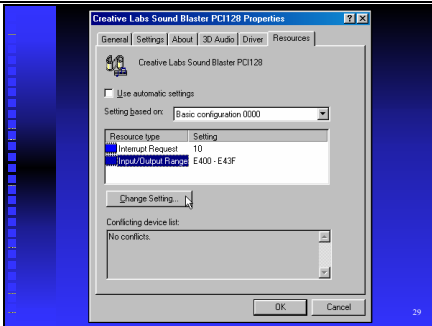 Creative Labs Sound Blaster PCI128 Properties
General Settings About 3D Audio Driver Resources
Creative Labs Sound Blaster PCI128
Use automatic settings
Setting based on: Basic configuration 0000
Resource type Setting
Interrupt Request 10
Input/Output Range E400 - E43F
Change Setting...
Conflicting device list:
No conflicts.
OK Cancel
29